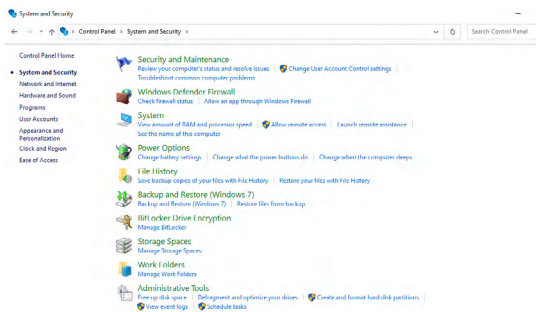 System and Security
Control Panel > System and Security >
Search Control Panel
Control Panel Home
System and Security
Network and Internet
Hardware and Sound
Programs
User Accounts
Appearance and
Personalization
Clock and Region
Ease of Access
Security and Maintenance
Review your computer's status and resolve issues | Change User Account Control settings |
Troubleshoot common computer problems
Windows Defender Firewall
Check firewall status | Allow an app through Windows Firewall
System
View amount of RAM and processor speed | Allow remote access | Launch remote assistance |
See the name of this computer
Power Options
Change battery settings | Change what the power buttons do | Change when the computer sleeps
File History
Save backup copies of your files with File History | Restore your files with File History
Backup and Restore (Windows 7)
Backup and Restore (Windows 7) | Restore files from backup
BitLocker Drive Encryption
Manage BitLocker
Storage Spaces
Manage Storage Spaces
Work Folders
Manage Work Folders
Administrative Tools
Free up disk space | Defragment and optimize your drives | Create and format hard disk partitions |
View event logs | Schedule tasks